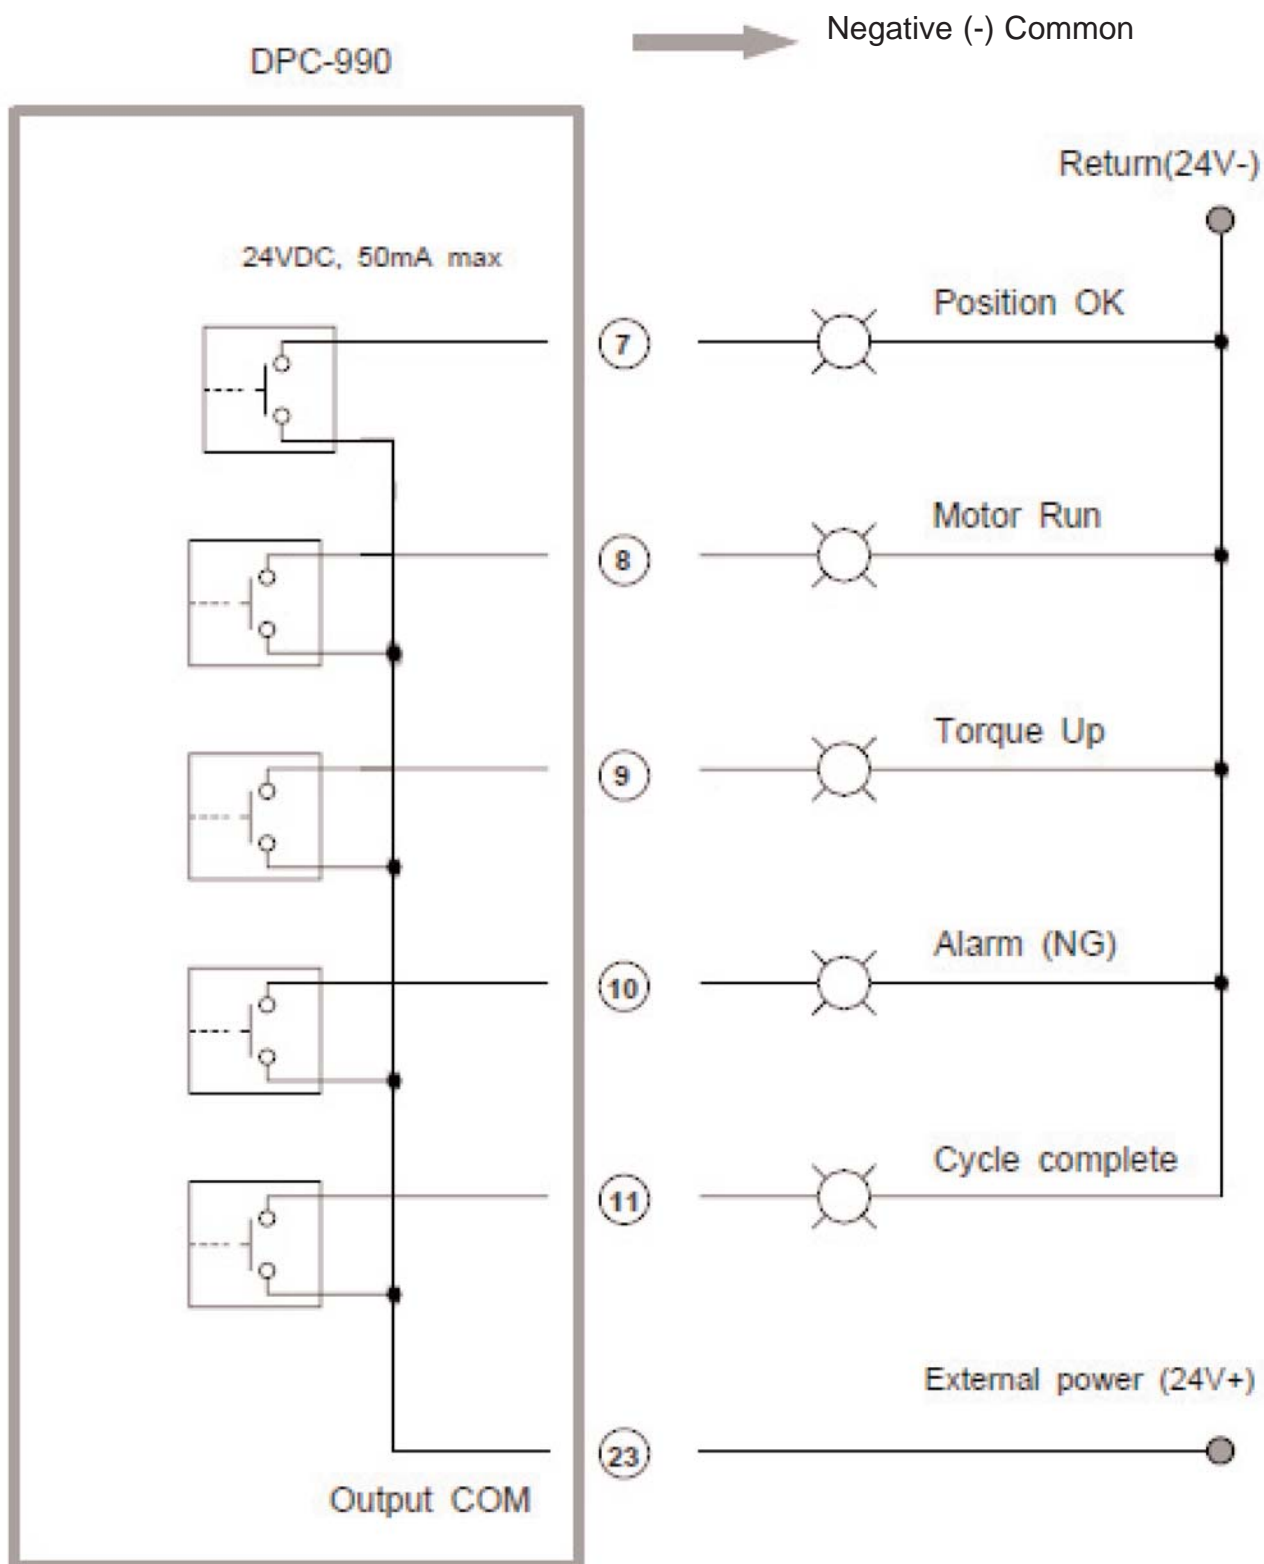 Negative (-) Common
DPC-990
Return(24V-)
24VDC, 50mA max
Position OK
7
Motor Run
8
Torque Up
9
Alarm (NG)
10
Cycle complete
11
External power (24V+)
23
Output COM